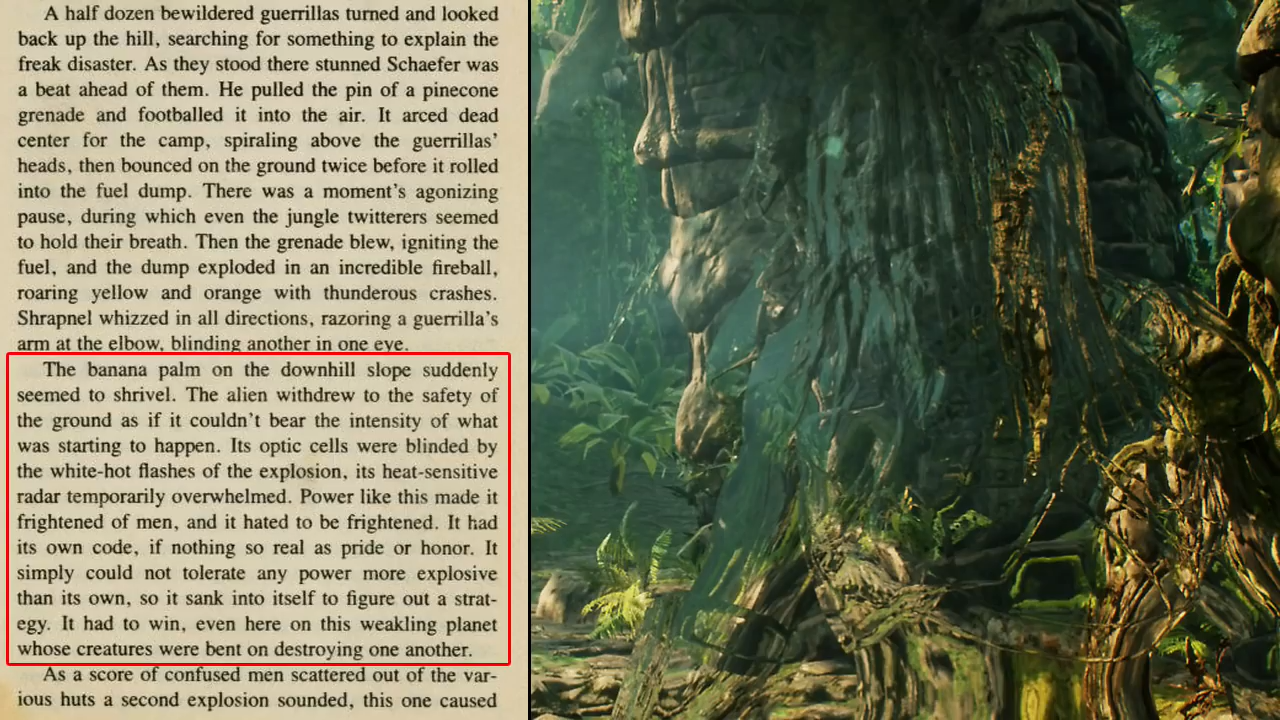 A half dozen bewildered guerrillas turned and looked
back up the hill, searching for something to explain the
freak disaster. As they stood there stunned Schaefer was
a beat ahead of them. He pulled the pin of a pinecone
grenade and footballed it into the air. It arced dead
center for the camp, spiraling above the guerrillas'
heads, then bounced on the ground twice before it rolled
into the fuel dump. There was a moment's agonizing
pause, during which even the jungle twitterers seemed
to hold their breath. Then the grenade blew, igniting the
fuel, and the dump exploded in an incredible fireball,
roaring yellow and orange with thunderous crashes.
Shrapnel whizzed in all directions, razoring a guerrilla's
arm at the elbow, blinding another in one eye.
The banana palm on the downhill slope suddenly
seemed to shrivel. The alien withdrew to the safety of
the ground as if it couldn't bear the intensity of what
was starting to happen. Its optic cells were blinded by
the white-hot flashes of the explosion, its heat-sensitive
radar temporarily overwhelmed. Power like this made it
frightened of men, and it hated to be frightened. It had
its own code, if nothing so real as pride or honor. It
simply could not tolerate any power more explosive
than its own, so it sank into itself to figure out a strat-
egy. It had to win, even here on this weakling planet
whose creatures were bent on destroying one another.
As a score of confused men scattered out of the var-
ious huts a second explosion sounded, this one caused